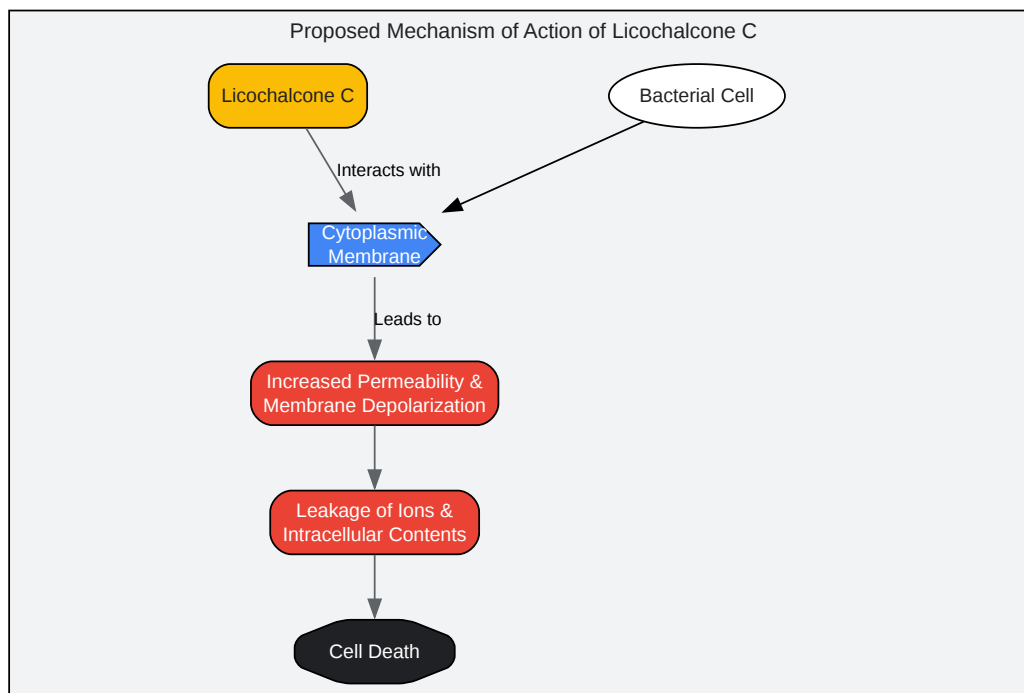 Proposed Mechanism of Action of Licochalcone C
Licochalcone C
Bacterial Cell
Interacts with
Cytoplasmic
Membrane
Leads to
Increased Permeability &
Membrane Depolarization
Leakage of Ions &
Intracellular Contents
Cell Death